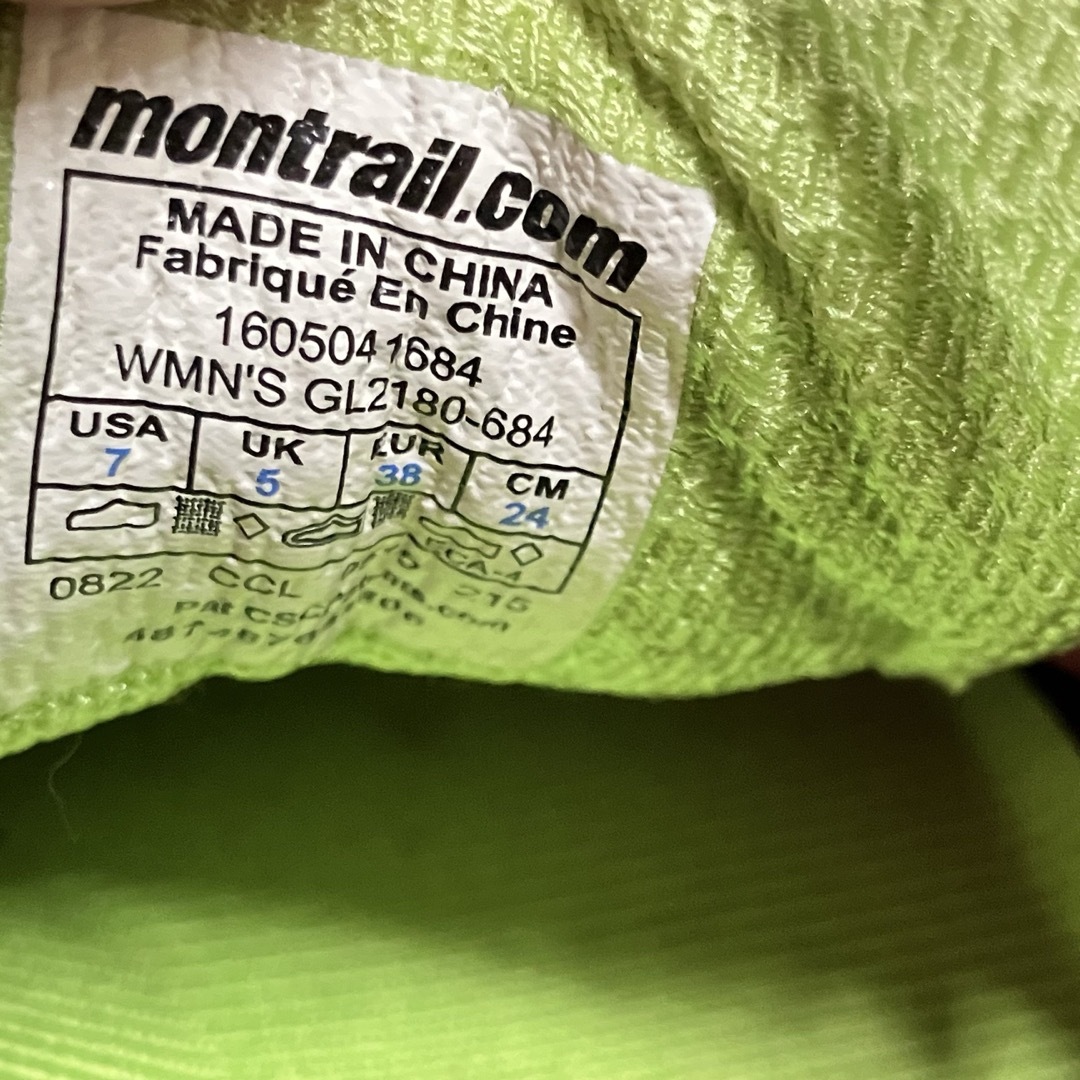 montrail.com
MADE IN CHINA
Fabriqué En Chine
1605041684
WMN'S GL2180-684
USA UK EUR CM
7 5 38 24
0822 CCL